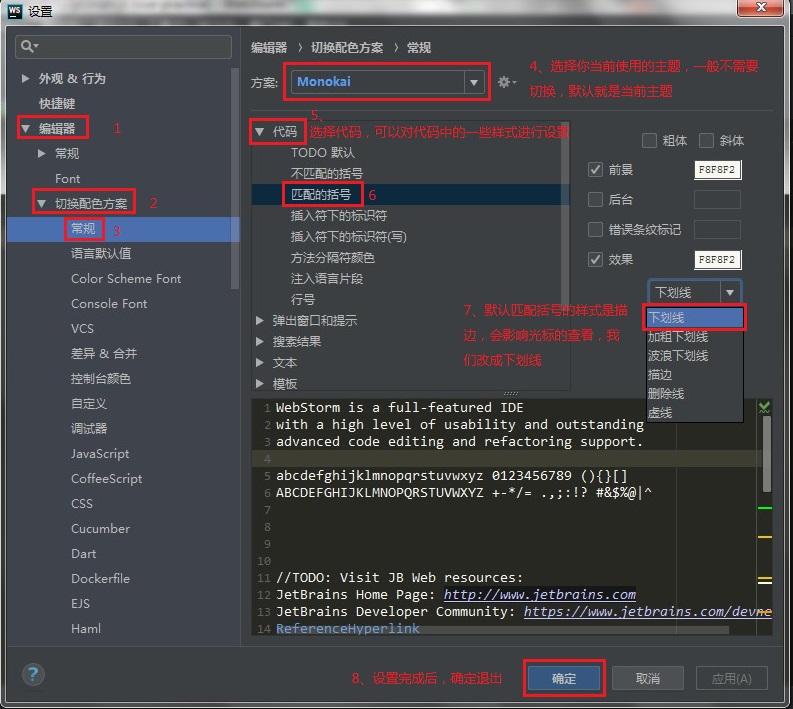 WS 设置
外观 & 行为
快捷键
编辑器 1
常规
Font
切换配色方案 2
常规 3
语言默认值
Color Scheme Font
Console Font
VCS
差异 & 合并
控制台颜色
自定义
调试器
JavaScript
CoffeeScript
CSS
Cucumber
Dart
Dockerfile
EJS
Haml
编辑器 › 切换配色方案 › 常规
方案: Monokai
4、选择你当前使用的主题，一般不需要
切换，默认就是当前主题
5、
代码 选择代码，可以对代码中的一些样式进行设置
TODO 默认
不匹配的括号
匹配的括号 6
插入符下的标识符
插入符下的标识符(写)
方法分隔符颜色
注入语言片段
行号
弹出窗口和提示
搜索结果
文本
模板
粗体 斜体
前景 F8F8F2
后台
错误条纹标记
效果 F8F8F2
下划线
下划线
加粗下划线
波浪下划线
描边
删除线
虚线
7、默认匹配括号的样式是描
边，会影响光标的查看，我
们改成下划线
1 WebStorm is a full-featured IDE
2 with a high level of usability and outstanding
3 advanced code editing and refactoring support.
4
5 abcdefghijklmnopqrstuvwxyz 0123456789 (){}[]
6 ABCDEFGHIJKLMNOPQRSTUVWXYZ +-*/= .,;:!? #&$%@|^
7
8
9
10
11 //TODO: Visit JB Web resources:
12 JetBrains Home Page: http://www.jetbrains.com
13 JetBrains Developer Community: https://www.jetbrains.com/devne
14 ReferenceHyperlink
?
8、设置完成后，确定退出
确定 取消 应用(A)